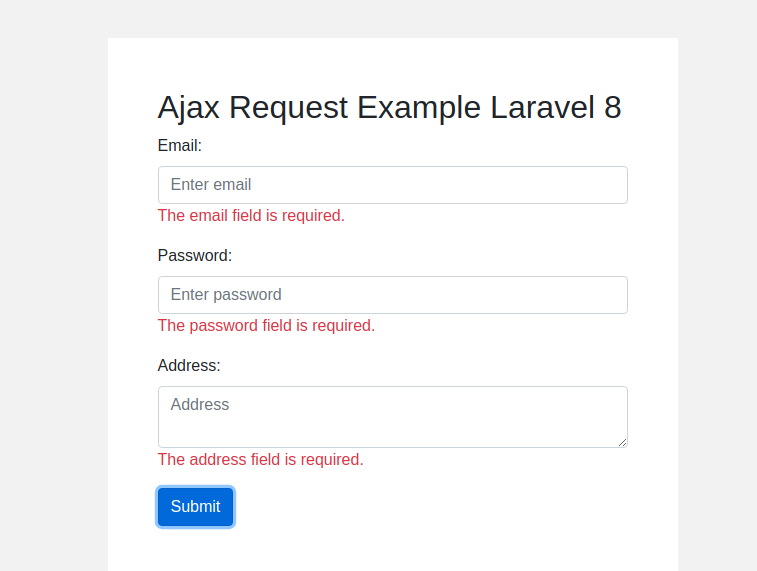 Ajax Request Example Laravel 8
Email:
Enter email
The email field is required.
Password:
Enter password
The password field is required.
Address:
Address
The address field is required.
Submit